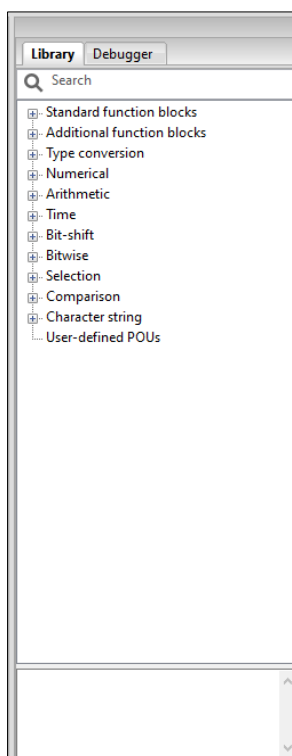 Library Debugger
Search
Standard function blocks
Additional function blocks
Type conversion
Numerical
Arithmetic
Time
Bit-shift
Bitwise
Selection
Comparison
Character string
User-defined POUs